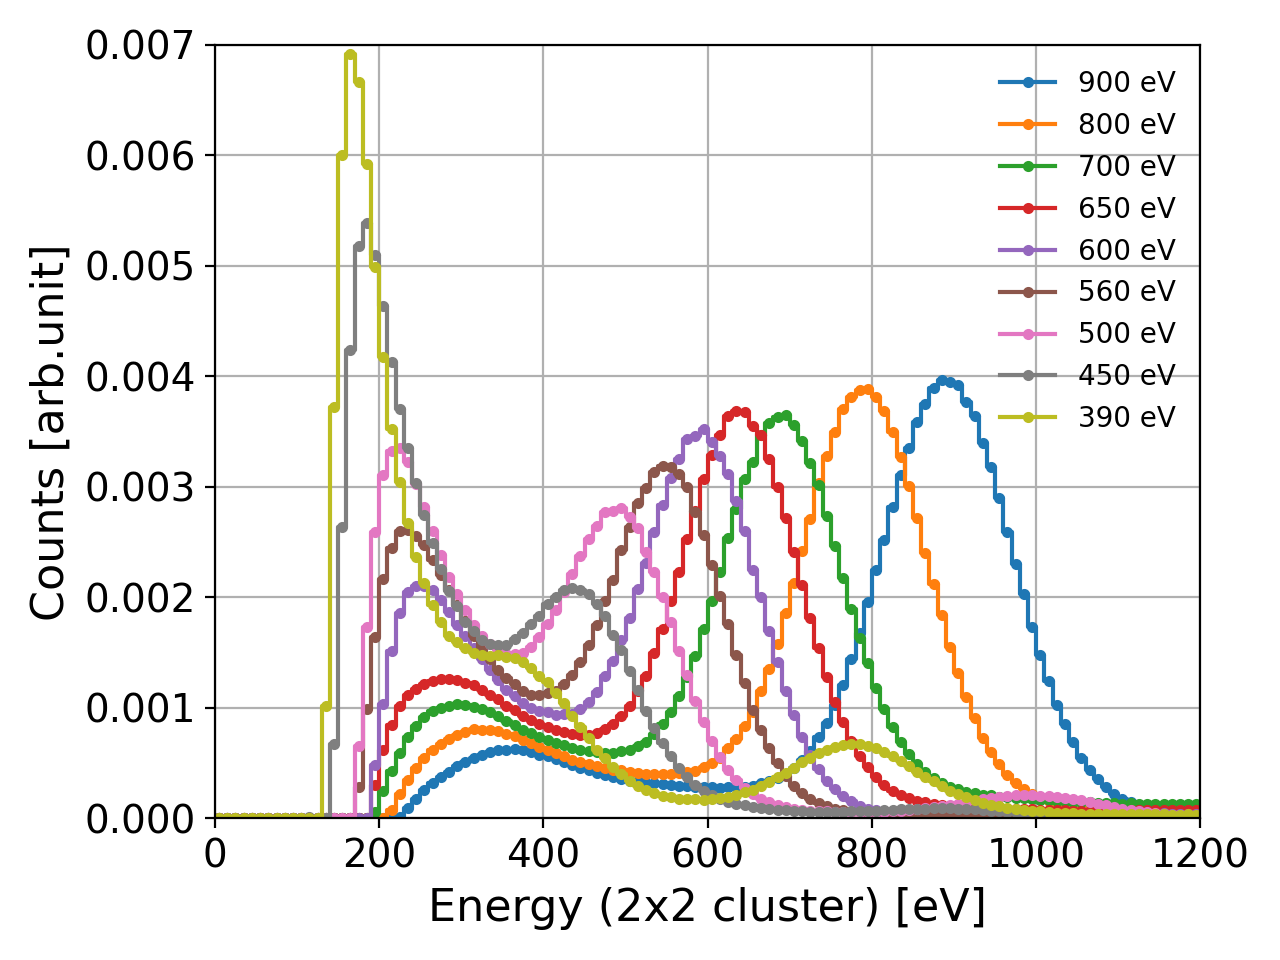 Counts [arb.unit]
0.007
0.006
0.005
0.004
0.003
0.002
0.001
0.000
900 eV
800 eV
700 eV
650 eV
600 eV
560 eV
500 eV
450 eV
390 eV
0 200 400 600 800 1000 1200
Energy (2x2 cluster) [eV]